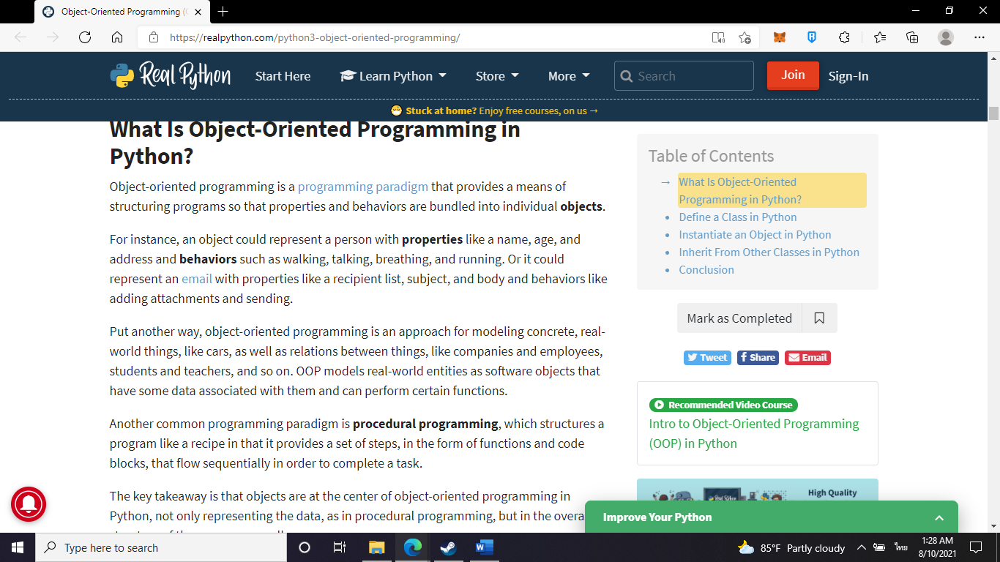 Object-Oriented Programming (
https://realpython.com/python3-object-oriented-programming/
Real Python
Start Here
Learn Python
Store
More
Search
Join
Sign-In
Stuck at home? Enjoy free courses, on us →
What Is Object-Oriented Programming in
Python?
Object-oriented programming is a programming paradigm that provides a means of
structuring programs so that properties and behaviors are bundled into individual objects.
For instance, an object could represent a person with properties like a name, age, and
address and behaviors such as walking, talking, breathing, and running. Or it could
represent an email with properties like a recipient list, subject, and body and behaviors like
adding attachments and sending.
Put another way, object-oriented programming is an approach for modeling concrete, real-
world things, like cars, as well as relations between things, like companies and employees,
students and teachers, and so on. OOP models real-world entities as software objects that
have some data associated with them and can perform certain functions.
Another common programming paradigm is procedural programming, which structures a
program like a recipe in that it provides a set of steps, in the form of functions and code
blocks, that flow sequentially in order to complete a task.
The key takeaway is that objects are at the center of object-oriented programming in
Python, not only representing the data, as in procedural programming, but in the overa
Table of Contents
→ What Is Object-Oriented
Programming in Python?
• Define a Class in Python
• Instantiate an Object in Python
• Inherit From Other Classes in Python
• Conclusion
Mark as Completed
Tweet
Share
Email
Recommended Video Course
Intro to Object-Oriented Programming
(OOP) in Python
Real Python
High Quality
Improve Your Python
Type here to search
85°F Partly cloudy
ไทย
1:28 AM
8/10/2021